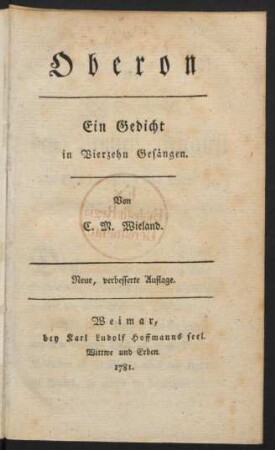 Oberon
Ein Gedicht
in Vierzehn Gesängen.
Von
C. M. Wieland.
Neue, verbesserte Auflage.
Weimar,
bey Karl Ludolf Hoffmanns seel.
Wittwe und Erben
1781.